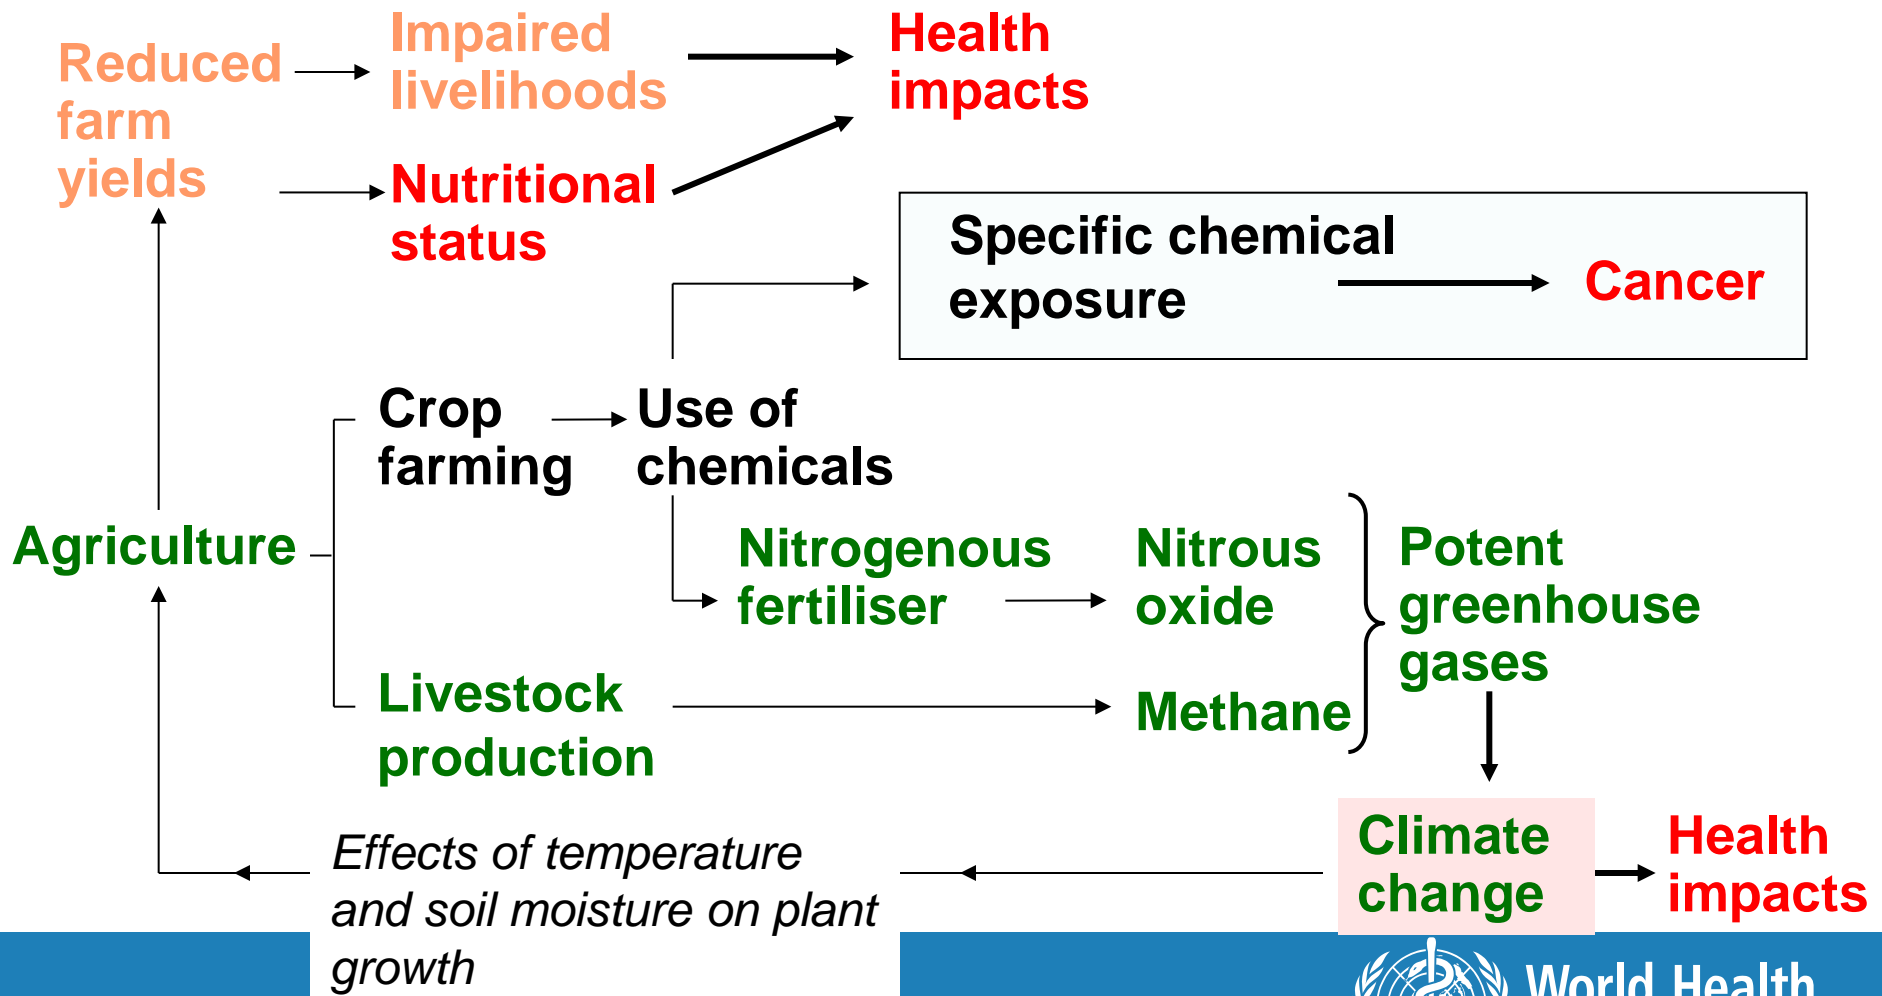 Reduced
farm
yields
Impaired
livelihoods
Health
impacts
Nutritional
status
Specific chemical
exposure
Cancer
Crop
farming
Use of
chemicals
Agriculture
Nitrogenous
fertiliser
Nitrous
oxide
Potent
greenhouse
gases
Livestock
production
Methane
Effects of temperature
and soil moisture on plant
growth
Climate
change
Health
impacts
World Health